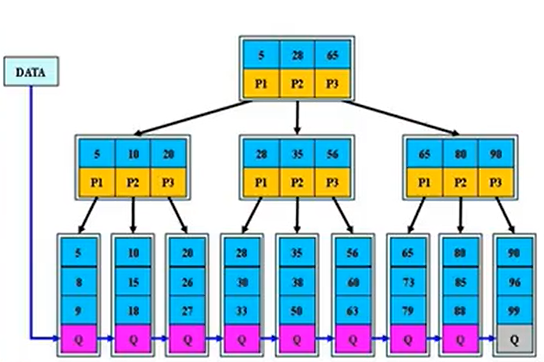 5 28 65
P1 P2 P3
DATA
5 10 20
P1 P2 P3
28 35 56
P1 P2 P3
65 80 90
P1 P2 P3
5 10 20 28 35 56 65 80 90
8 15 26 30 38 60 73 85 96
9 18 27 33 50 63 79 88 99
Q Q Q Q Q Q Q Q Q